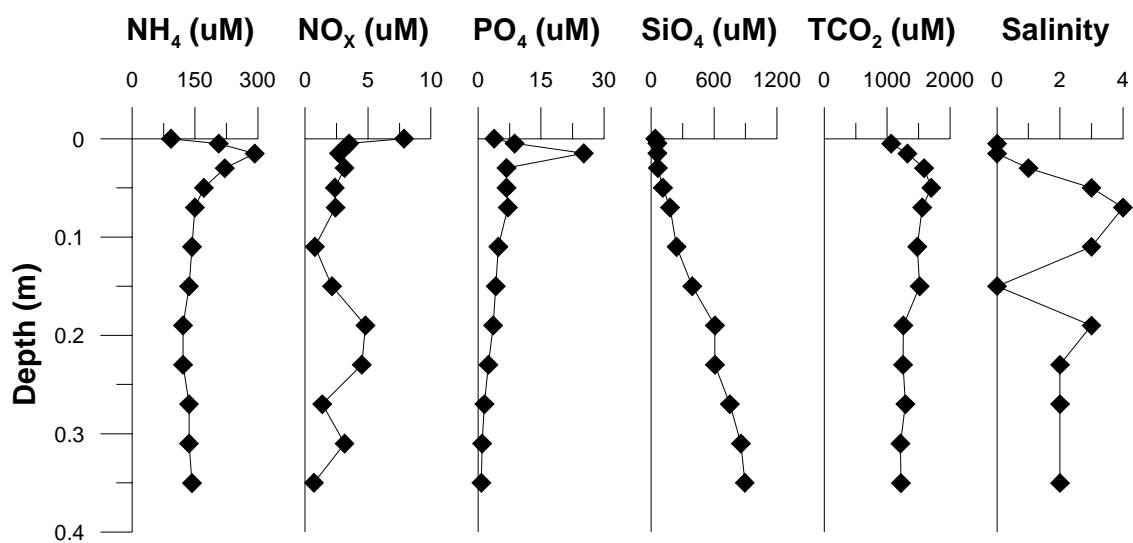 NH4 (uM) NOX (uM) PO4 (uM) SiO4 (uM) TCO2 (uM) Salinity
0 150 300 0 5 10 0 15 30 0 600 1200 0 1000 2000 0 2 4
0
0.1
0.2
0.3
0.4
Depth (m)